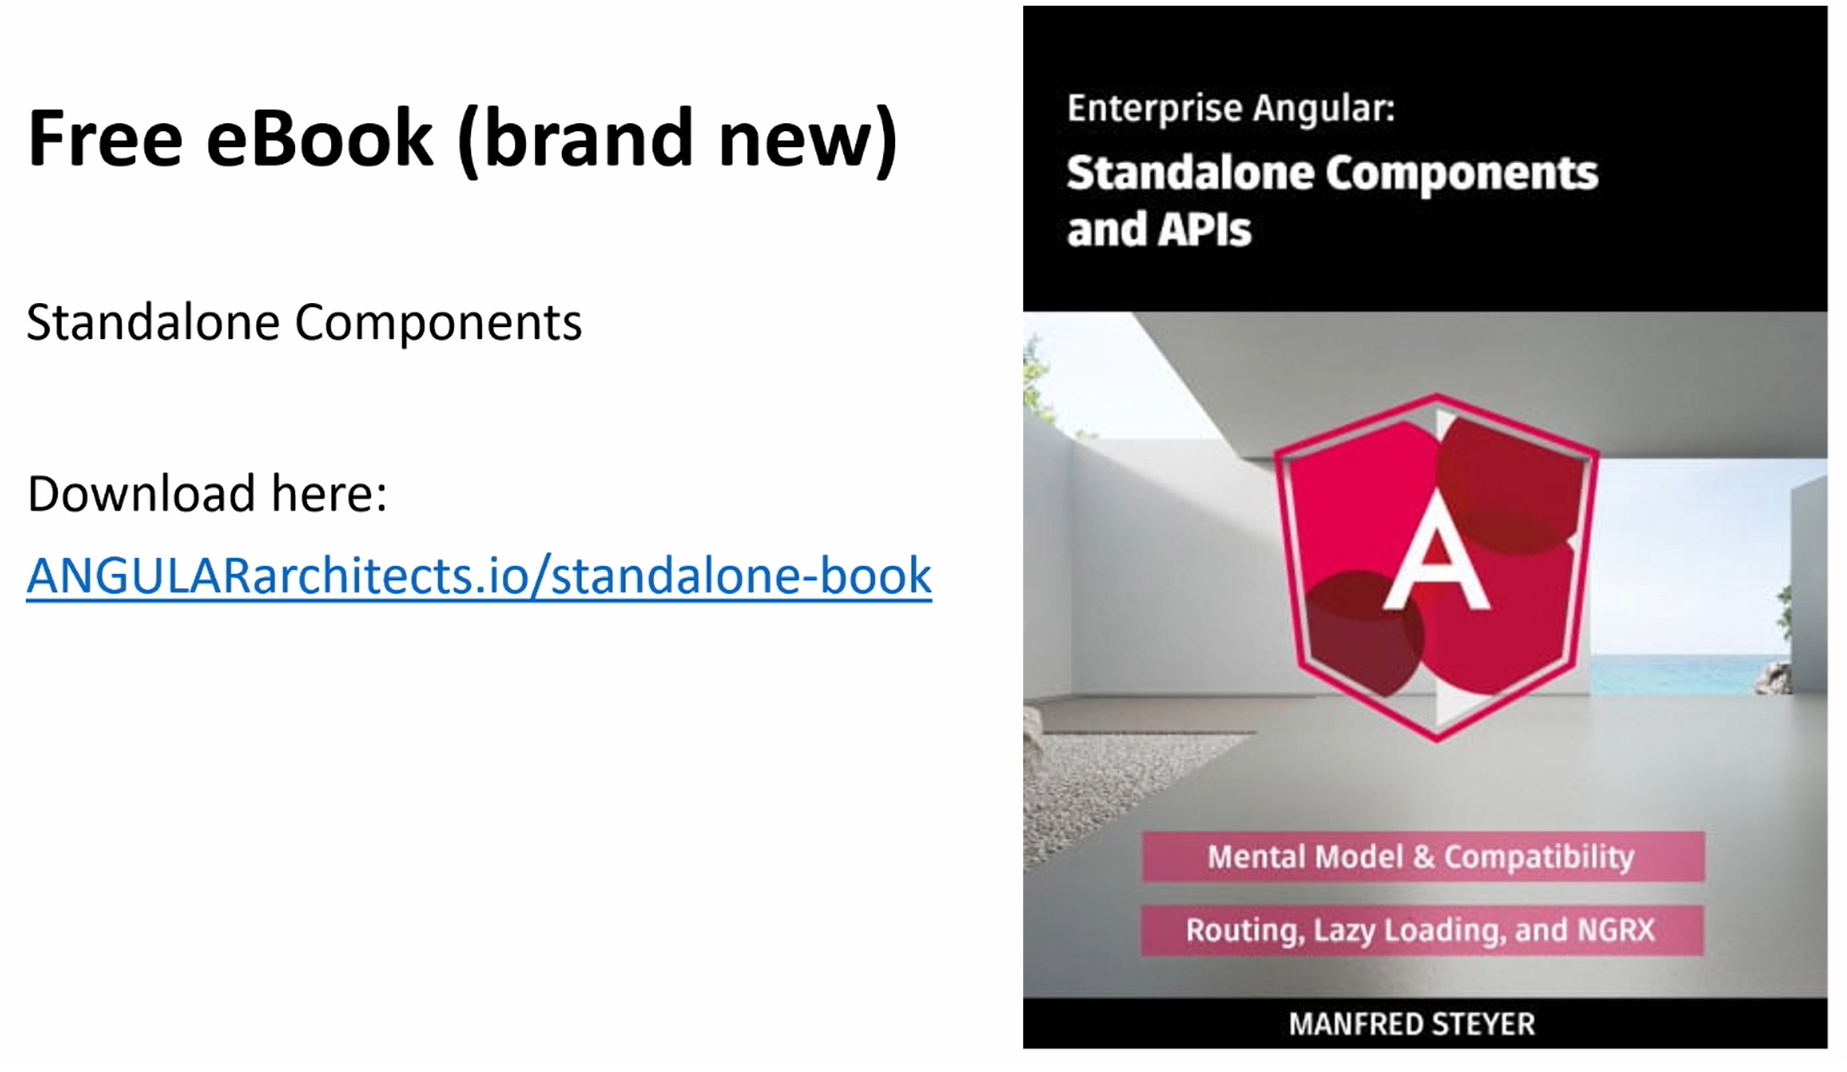 Free eBook (brand new)
Standalone Components
Download here:
ANGULARarchitects.io/standalone-book
Enterprise Angular:
Standalone Components
and APIs
A
Mental Model & Compatibility
Routing, Lazy Loading, and NGRX
MANFRED STEYER